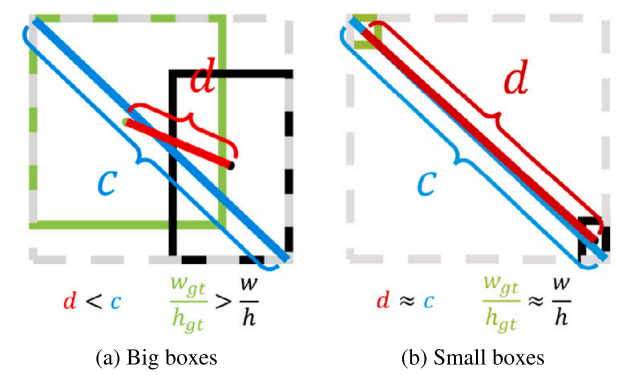 d
c
d
c
d < c
w_gt/h_gt > w/h
d ≈ c
w_gt/h_gt ≈ w/h
(a) Big boxes
(b) Small boxes